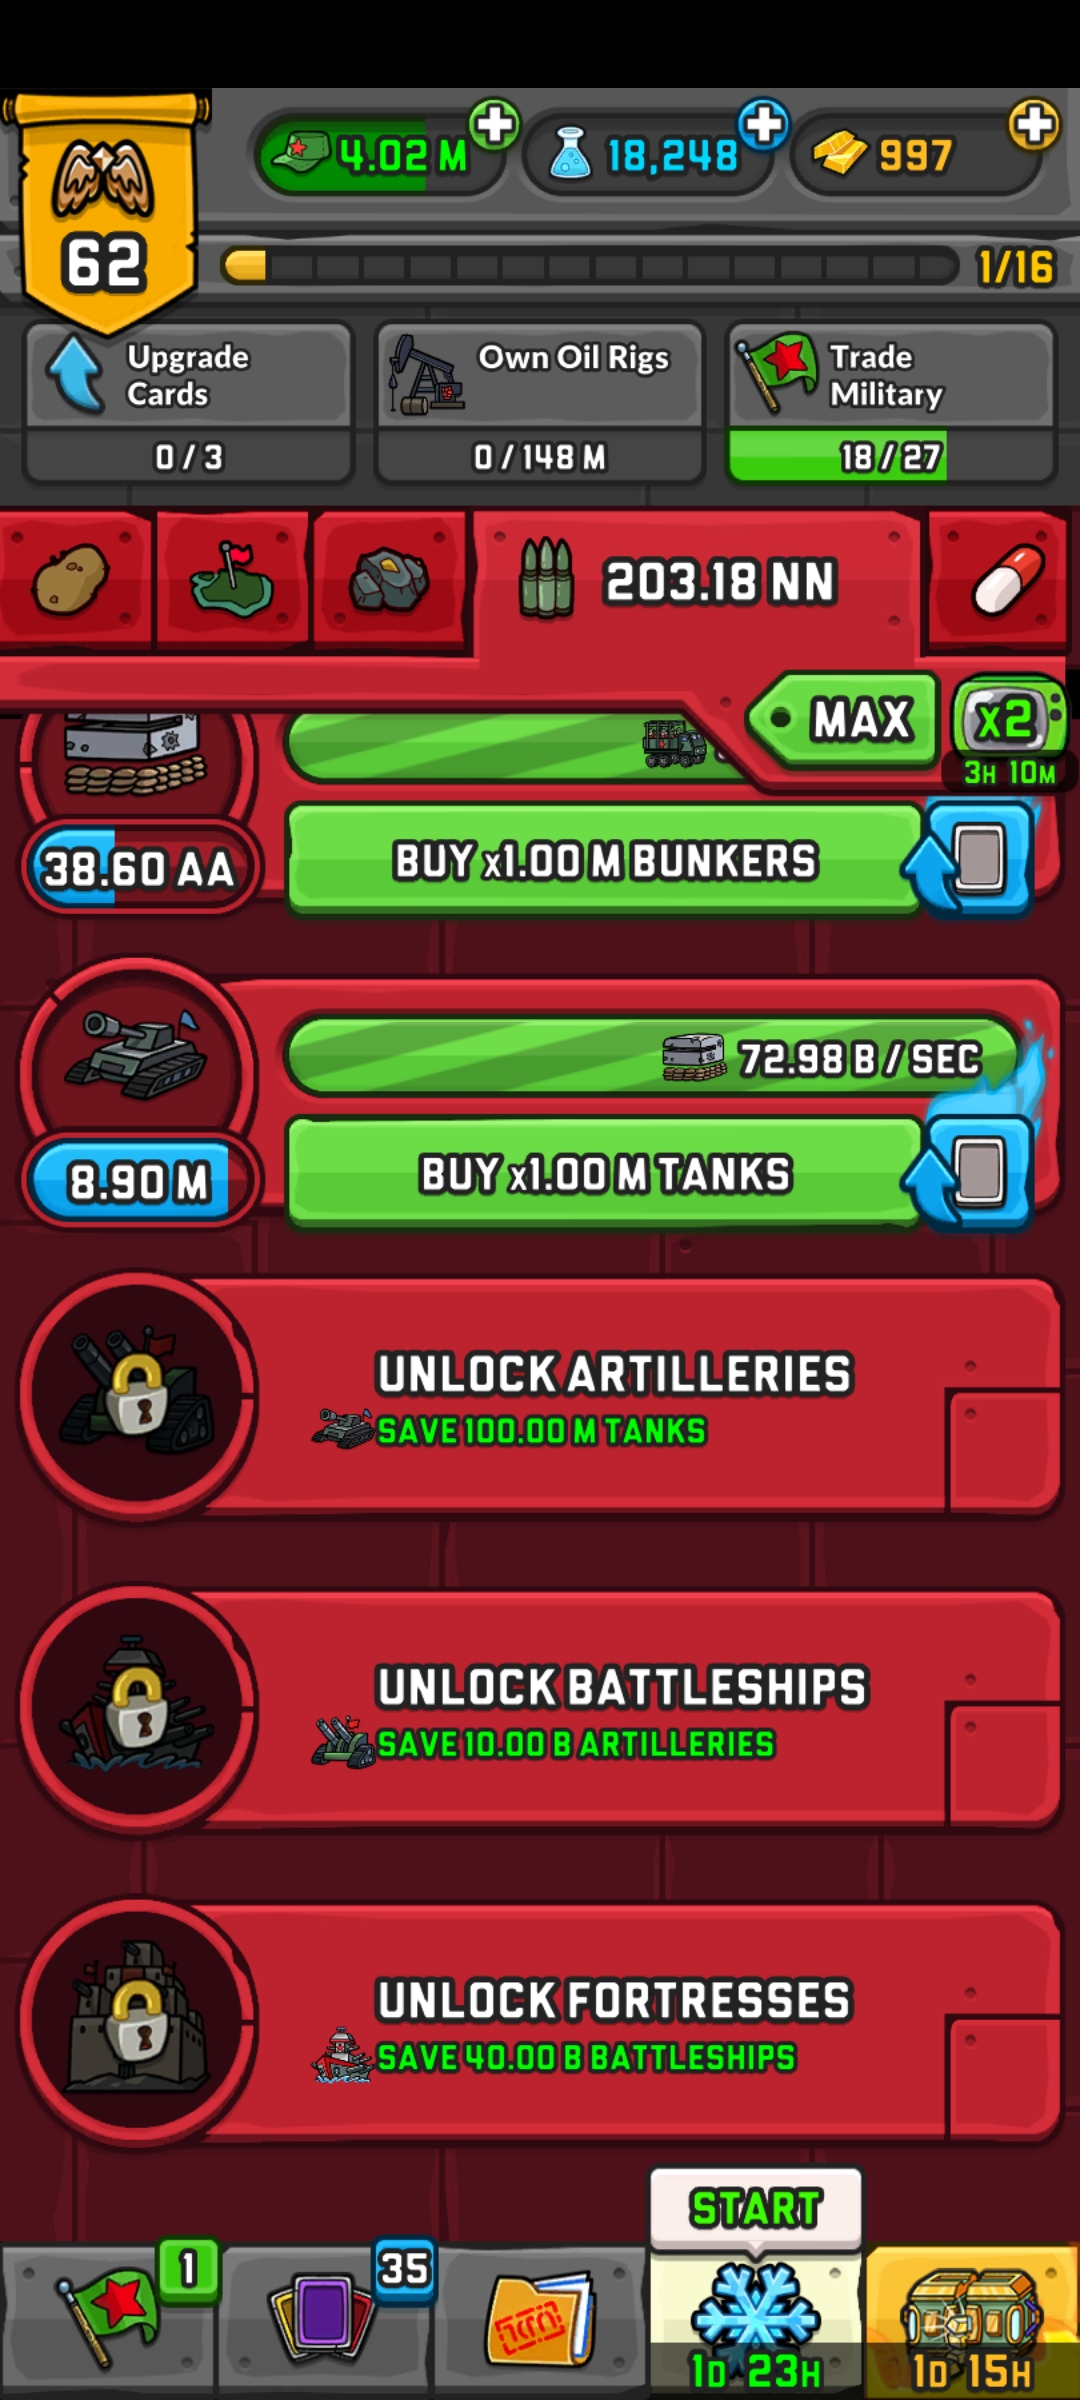 4.02 M
18,248
997
62
1/16
Upgrade
Cards
0 / 3
Own Oil Rigs
0 / 148 M
Trade
Military
18 / 27
203.18 NN
MAX
x2
3H 10M
38.60 AA
BUY x1.00 M BUNKERS
72.98 B / SEC
8.90 M
BUY x1.00 M TANKS
UNLOCK ARTILLERIES
SAVE 100.00 M TANKS
UNLOCK BATTLESHIPS
SAVE 10.00 B ARTILLERIES
UNLOCK FORTRESSES
SAVE 40.00 B BATTLESHIPS
START
1
35
1D 23H
1D 15H